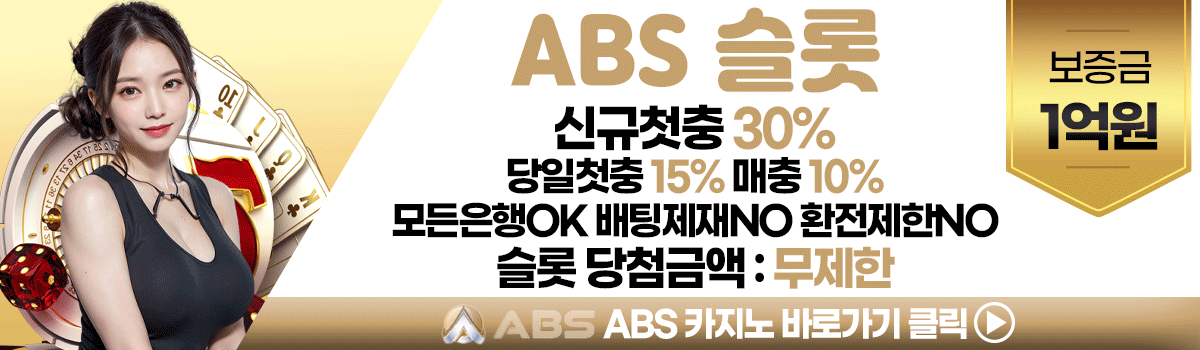 ABS 슬롯
신규첫충 30%
당일첫충 15% 매충 10%
모든은행OK 배팅제재NO 환전제한NO
슬롯 당첨금액 : 무제한
보증금
1억원
ABS ABS 카지노 바로가기 클릭
10
J
K
7